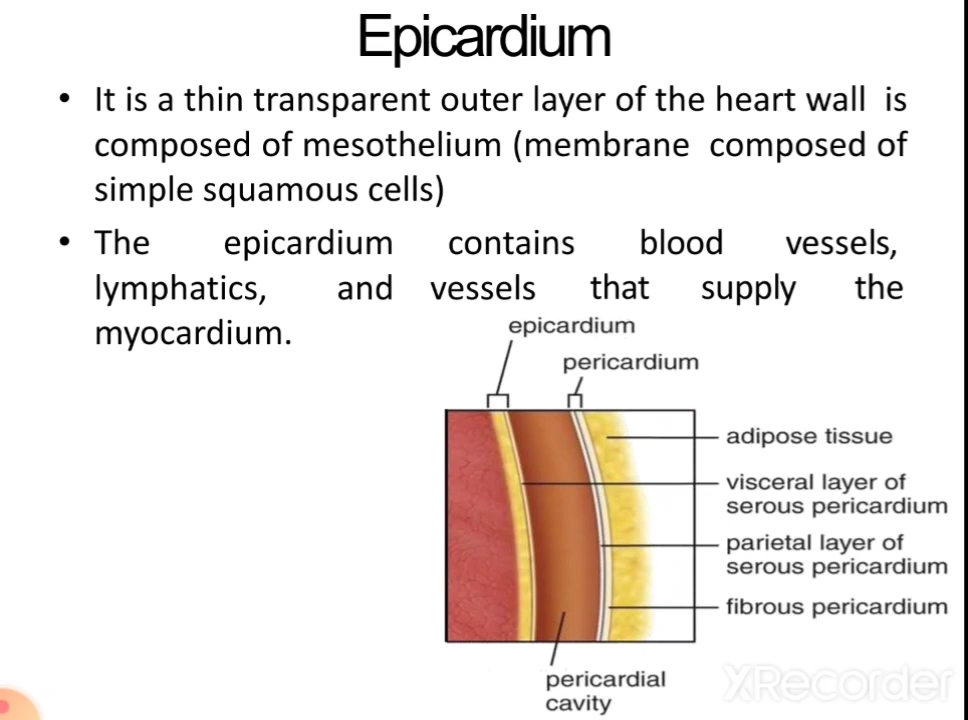 Epicardium
• It is a thin transparent outer layer of the heart wall is
composed of mesothelium (membrane composed of
simple squamous cells)
• The epicardium contains blood vessels,
lymphatics, and vessels that supply the
myocardium.
epicardium
pericardium
adipose tissue
visceral layer of
serous pericardium
parietal layer of
serous pericardium
fibrous pericardium
pericardial
cavity
XRecorder